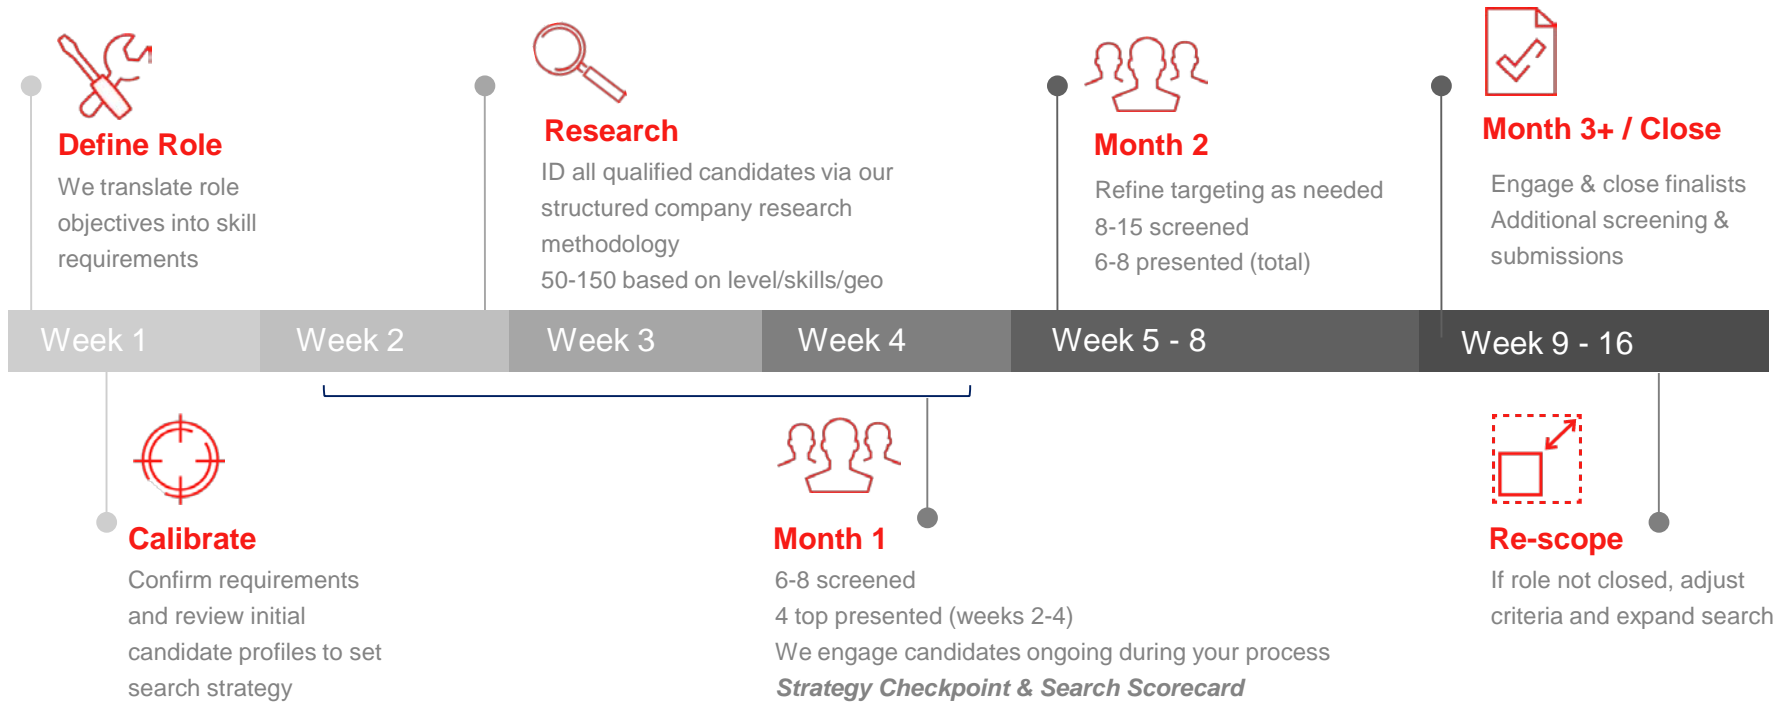 Define Role
We translate role
objectives into skill
requirements
Research
ID all qualified candidates via our
structured company research
methodology
50-150 based on level/skills/geo
Month 2
Refine targeting as needed
8-15 screened
6-8 presented (total)
Month 3+ / Close
Engage & close finalists
Additional screening &
submissions
Week 1
Week 2
Week 3
Week 4
Week 5 - 8
Week 9 - 16
Calibrate
Confirm requirements
and review initial
candidate profiles to set
search strategy
Month 1
6-8 screened
4 top presented (weeks 2-4)
We engage candidates ongoing during your process
Strategy Checkpoint & Search Scorecard
Re-scope
If role not closed, adjust
criteria and expand search